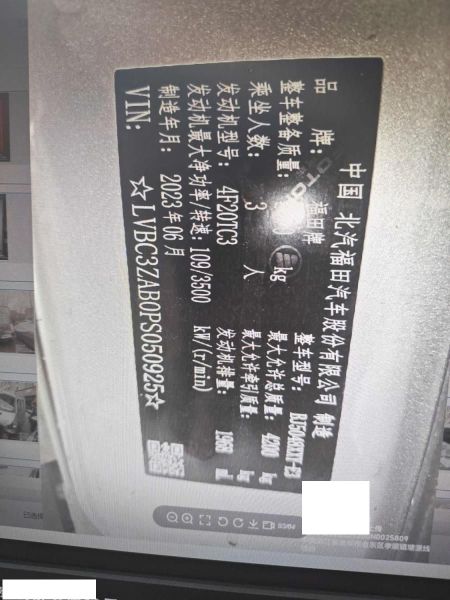 中国 北汽福田汽车股份有限公司 制造
品 牌： 福田牌 整车型号：
整车整备质量： kg 最大允许总质量： 4200 kg
乘坐人数： 3 人 最大允许牵引质量： kg
发动机型号： 4F20TC3 发动机排量： 1968 mL
发动机最大净功率/转速： 109/3500 kW/(r/min)
制造年月： 2023年06月
VIN： ☆LVBC3ZAB0PS050925☆
已选择